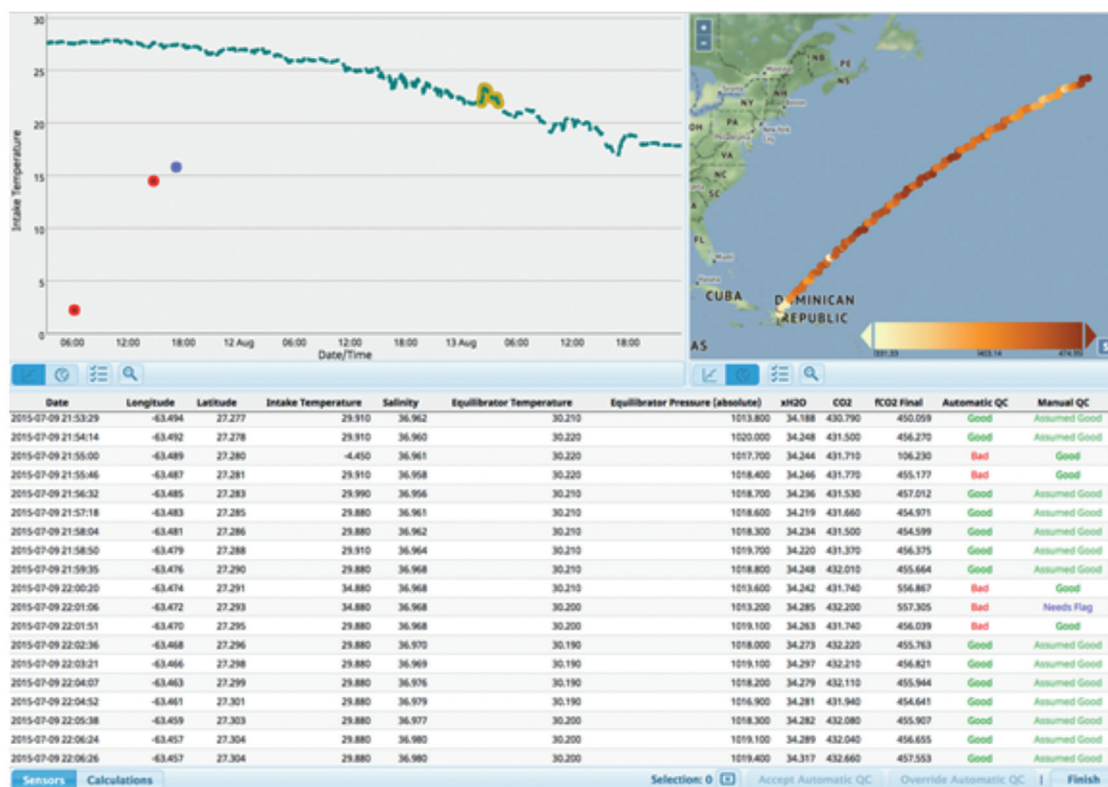 30
25
20
15
10
5
0
Intake Temperature
06:00 12:00 18:00 12 Aug 06:00 12:00 18:00 13 Aug 06:00 12:00 18:00
Date/Time
+
-
NB PE
NS
Montreal
Toronto
NH
NY Boston
OH PA New York City
Philadelphia
VA
NC
SC
A
FL
Miami
Havana
CUBA DOMINICAN
REPUBLIC
AS
403.14 474.95
S
Date Longitude Latitude Intake Temperature Salinity Equilibrator Temperature Equilibrator Pressure (absolute) xH2O CO2 fCO2 Final Automatic QC Manual QC
2015-07-09 21:53:29 -63.494 27.277 29.910 36.962 30.210 1013.800 34.188 430.790 450.059 Good Assumed Good
2015-07-09 21:54:14 -63.492 27.278 29.910 36.960 30.220 1020.000 34.248 431.500 456.270 Good Assumed Good
2015-07-09 21:55:00 -63.489 27.280 -4.450 36.961 30.220 1017.700 34.244 431.710 106.230 Bad Good
2015-07-09 21:55:46 -63.487 27.281 29.910 36.958 30.220 1018.400 34.246 431.770 455.177 Bad Good
2015-07-09 21:56:32 -63.485 27.283 29.990 36.956 30.210 1018.700 34.236 431.530 457.012 Good Assumed Good
2015-07-09 21:57:18 -63.483 27.285 29.880 36.961 30.210 1018.600 34.219 431.660 454.971 Good Assumed Good
2015-07-09 21:58:04 -63.481 27.286 29.880 36.962 30.210 1018.300 34.234 431.500 454.599 Good Assumed Good
2015-07-09 21:58:50 -63.479 27.288 29.910 36.964 30.210 1019.700 34.220 431.370 456.375 Good Assumed Good
2015-07-09 21:59:35 -63.476 27.290 29.880 36.968 30.210 1018.800 34.248 432.010 455.664 Good Assumed Good
2015-07-09 22:00:20 -63.474 27.291 34.880 36.968 30.210 1013.600 34.242 431.740 556.867 Bad Good
2015-07-09 22:01:06 -63.472 27.293 34.880 36.968 30.200 1013.200 34.285 432.200 557.305 Bad Needs Flag
2015-07-09 22:01:51 -63.470 27.295 29.880 36.968 30.200 1019.100 34.263 431.740 456.039 Bad Good
2015-07-09 22:02:36 -63.468 27.296 29.880 36.970 30.190 1018.000 34.273 432.220 455.763 Good Assumed Good
2015-07-09 22:03:21 -63.466 27.298 29.880 36.969 30.190 1019.100 34.297 432.210 456.821 Good Assumed Good
2015-07-09 22:04:07 -63.463 27.299 29.880 36.976 30.190 1018.200 34.279 432.110 455.944 Good Assumed Good
2015-07-09 22:04:52 -63.461 27.301 29.880 36.979 30.190 1016.900 34.281 431.940 454.641 Good Assumed Good
2015-07-09 22:05:38 -63.459 27.303 29.880 36.977 30.200 1018.300 34.282 432.080 455.907 Good Assumed Good
2015-07-09 22:06:24 -63.457 27.304 29.880 36.980 30.200 1019.100 34.289 432.040 456.655 Good Assumed Good
2015-07-09 22:06:26 -63.457 27.304 29.880 36.980 30.200 1019.400 34.317 432.660 457.553 Good Assumed Good
Sensors Calculations Selection: 0 Accept Automatic QC Override Automatic QC | Finish